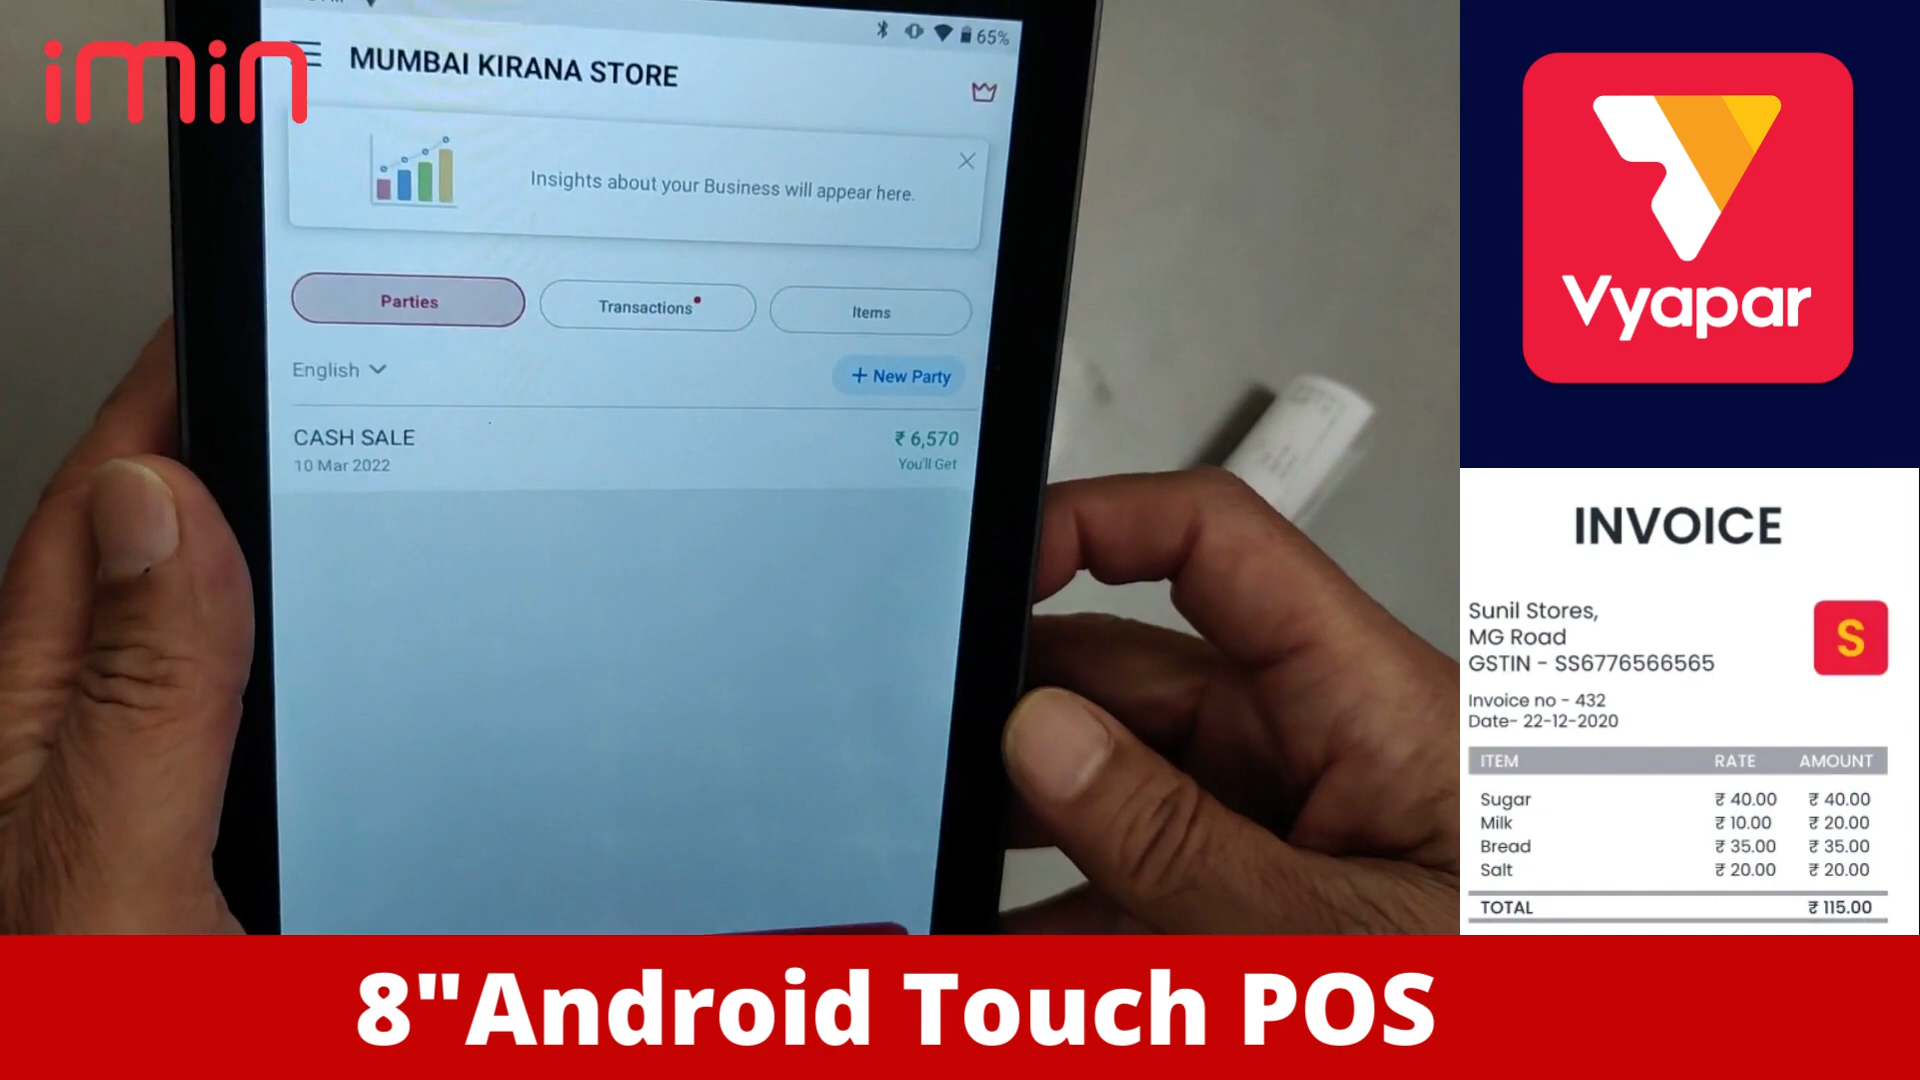 imin
65%
MUMBAI KIRANA STORE
Insights about your Business will appear here.
Parties
Transactions
Items
English
+ New Party
CASH SALE
₹ 6,570
10 Mar 2022
You'll Get
Vyapar
INVOICE
Sunil Stores,
MG Road
GSTIN - SS6776566565
S
Invoice no - 432
Date- 22-12-2020
ITEM RATE AMOUNT
Sugar ₹ 40.00 ₹ 40.00
Milk ₹ 10.00 ₹ 20.00
Bread ₹ 35.00 ₹ 35.00
Salt ₹ 20.00 ₹ 20.00
TOTAL ₹ 115.00
8"Android Touch POS